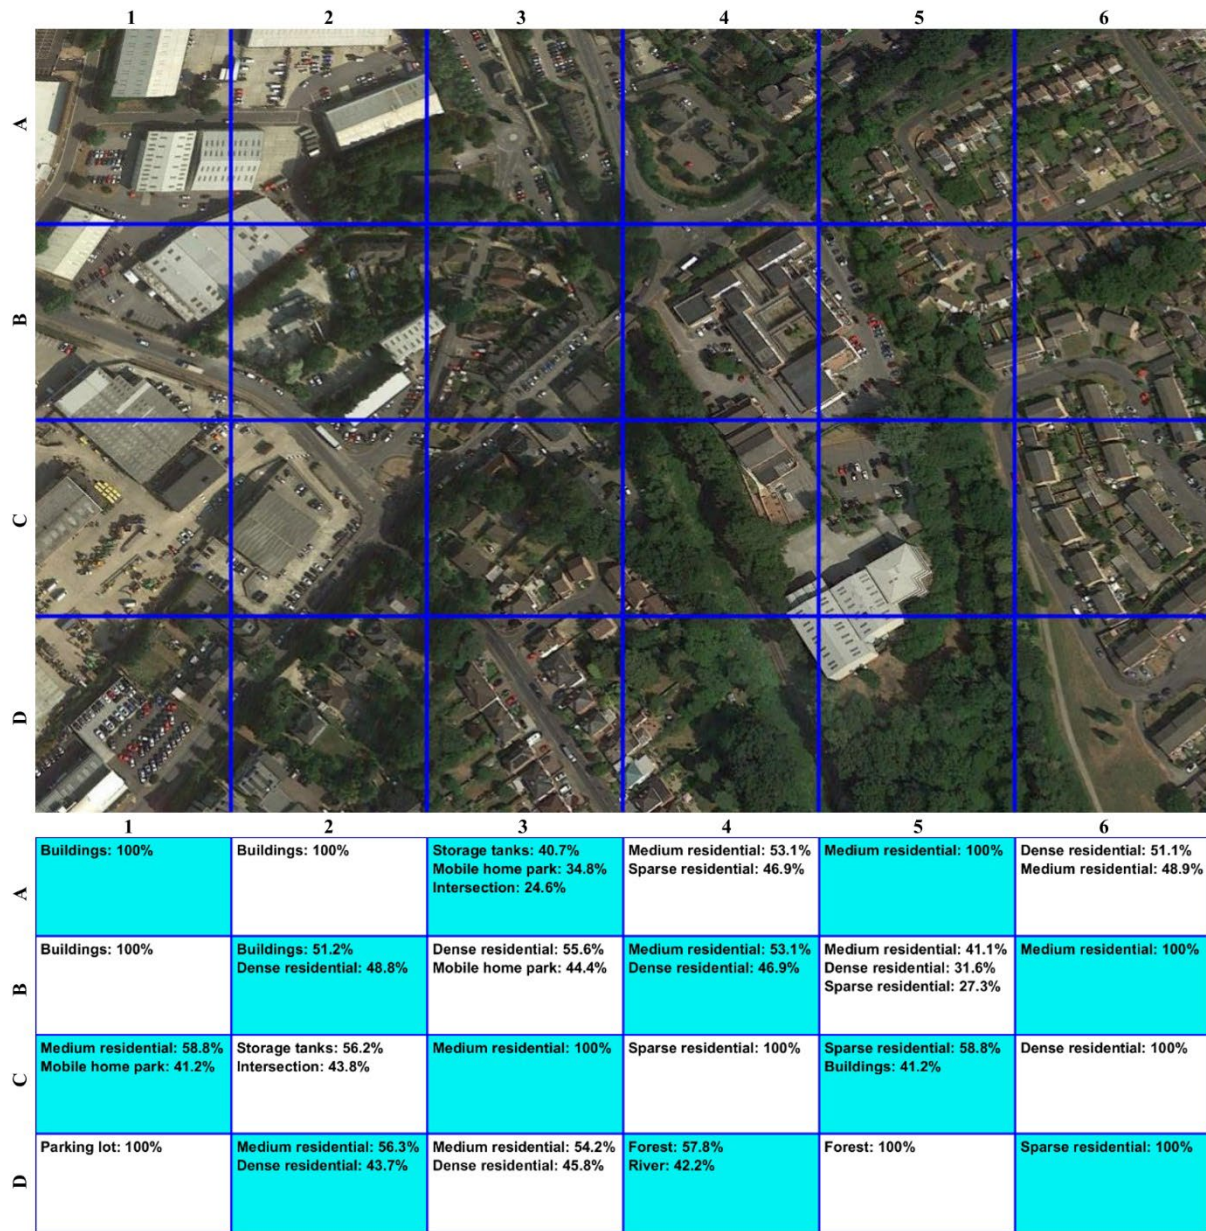 1 2 3 4 5 6
A
B
C
D
1 2 3 4 5 6
A
Buildings: 100%
Buildings: 100%
Storage tanks: 40.7%
Mobile home park: 34.8%
Intersection: 24.6%
Medium residential: 53.1%
Sparse residential: 46.9%
Medium residential: 100%
Dense residential: 51.1%
Medium residential: 48.9%
B
Buildings: 100%
Buildings: 51.2%
Dense residential: 48.8%
Dense residential: 55.6%
Mobile home park: 44.4%
Medium residential: 53.1%
Dense residential: 46.9%
Medium residential: 41.1%
Dense residential: 31.6%
Sparse residential: 27.3%
Medium residential: 100%
C
Medium residential: 58.8%
Mobile home park: 41.2%
Storage tanks: 56.2%
Intersection: 43.8%
Medium residential: 100%
Sparse residential: 100%
Sparse residential: 58.8%
Buildings: 41.2%
Dense residential: 100%
D
Parking lot: 100%
Medium residential: 56.3%
Dense residential: 43.7%
Medium residential: 54.2%
Dense residential: 45.8%
Forest: 57.8%
River: 42.2%
Forest: 100%
Sparse residential: 100%